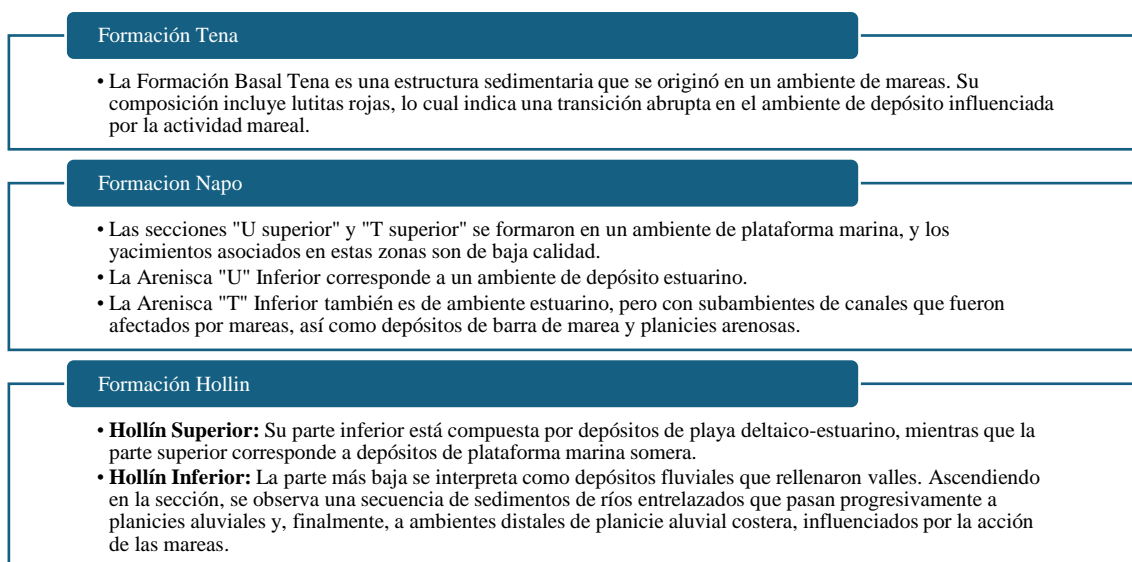 Formación Tena
• La Formación Basal Tena es una estructura sedimentaria que se originó en un ambiente de mareas. Su
composición incluye lutitas rojas, lo cual indica una transición abrupta en el ambiente de depósito influenciada
por la actividad mareal.
Formacion Napo
• Las secciones "U superior" y "T superior" se formaron en un ambiente de plataforma marina, y los
yacimientos asociados en estas zonas son de baja calidad.
• La Arenisca "U" Inferior corresponde a un ambiente de depósito estuarino.
• La Arenisca "T" Inferior también es de ambiente estuarino, pero con subambientes de canales que fueron
afectados por mareas, así como depósitos de barra de marea y planicies arenosas.
Formación Hollin
• Hollín Superior: Su parte inferior está compuesta por depósitos de playa deltaico-estuarino, mientras que la
parte superior corresponde a depósitos de plataforma marina somera.
• Hollín Inferior: La parte más baja se interpreta como depósitos fluviales que rellenaron valles. Ascendiendo
en la sección, se observa una secuencia de sedimentos de ríos entrelazados que pasan progresivamente a
planicies aluviales y, finalmente, a ambientes distales de planicie aluvial costera, influenciados por la acción
de las mareas.